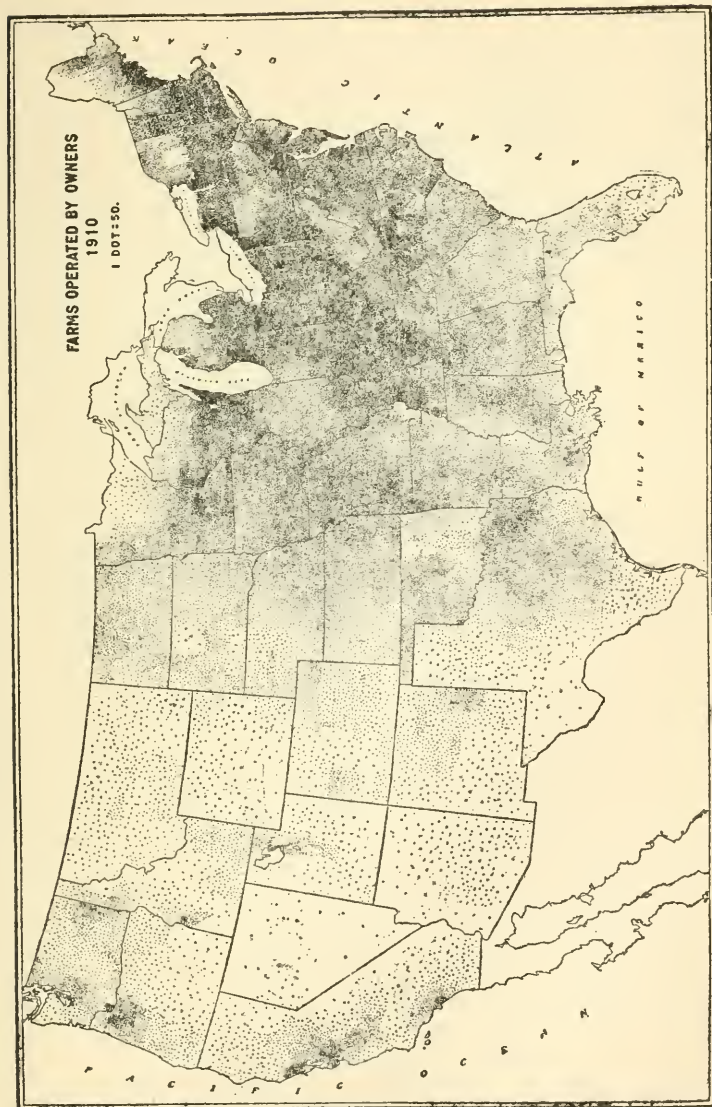 FARMS OPERATED BY OWNERS
1910
1 DOT=50.
ATLANTIC OCEAN
GULF OF MEXICO
PACIFIC OCEAN